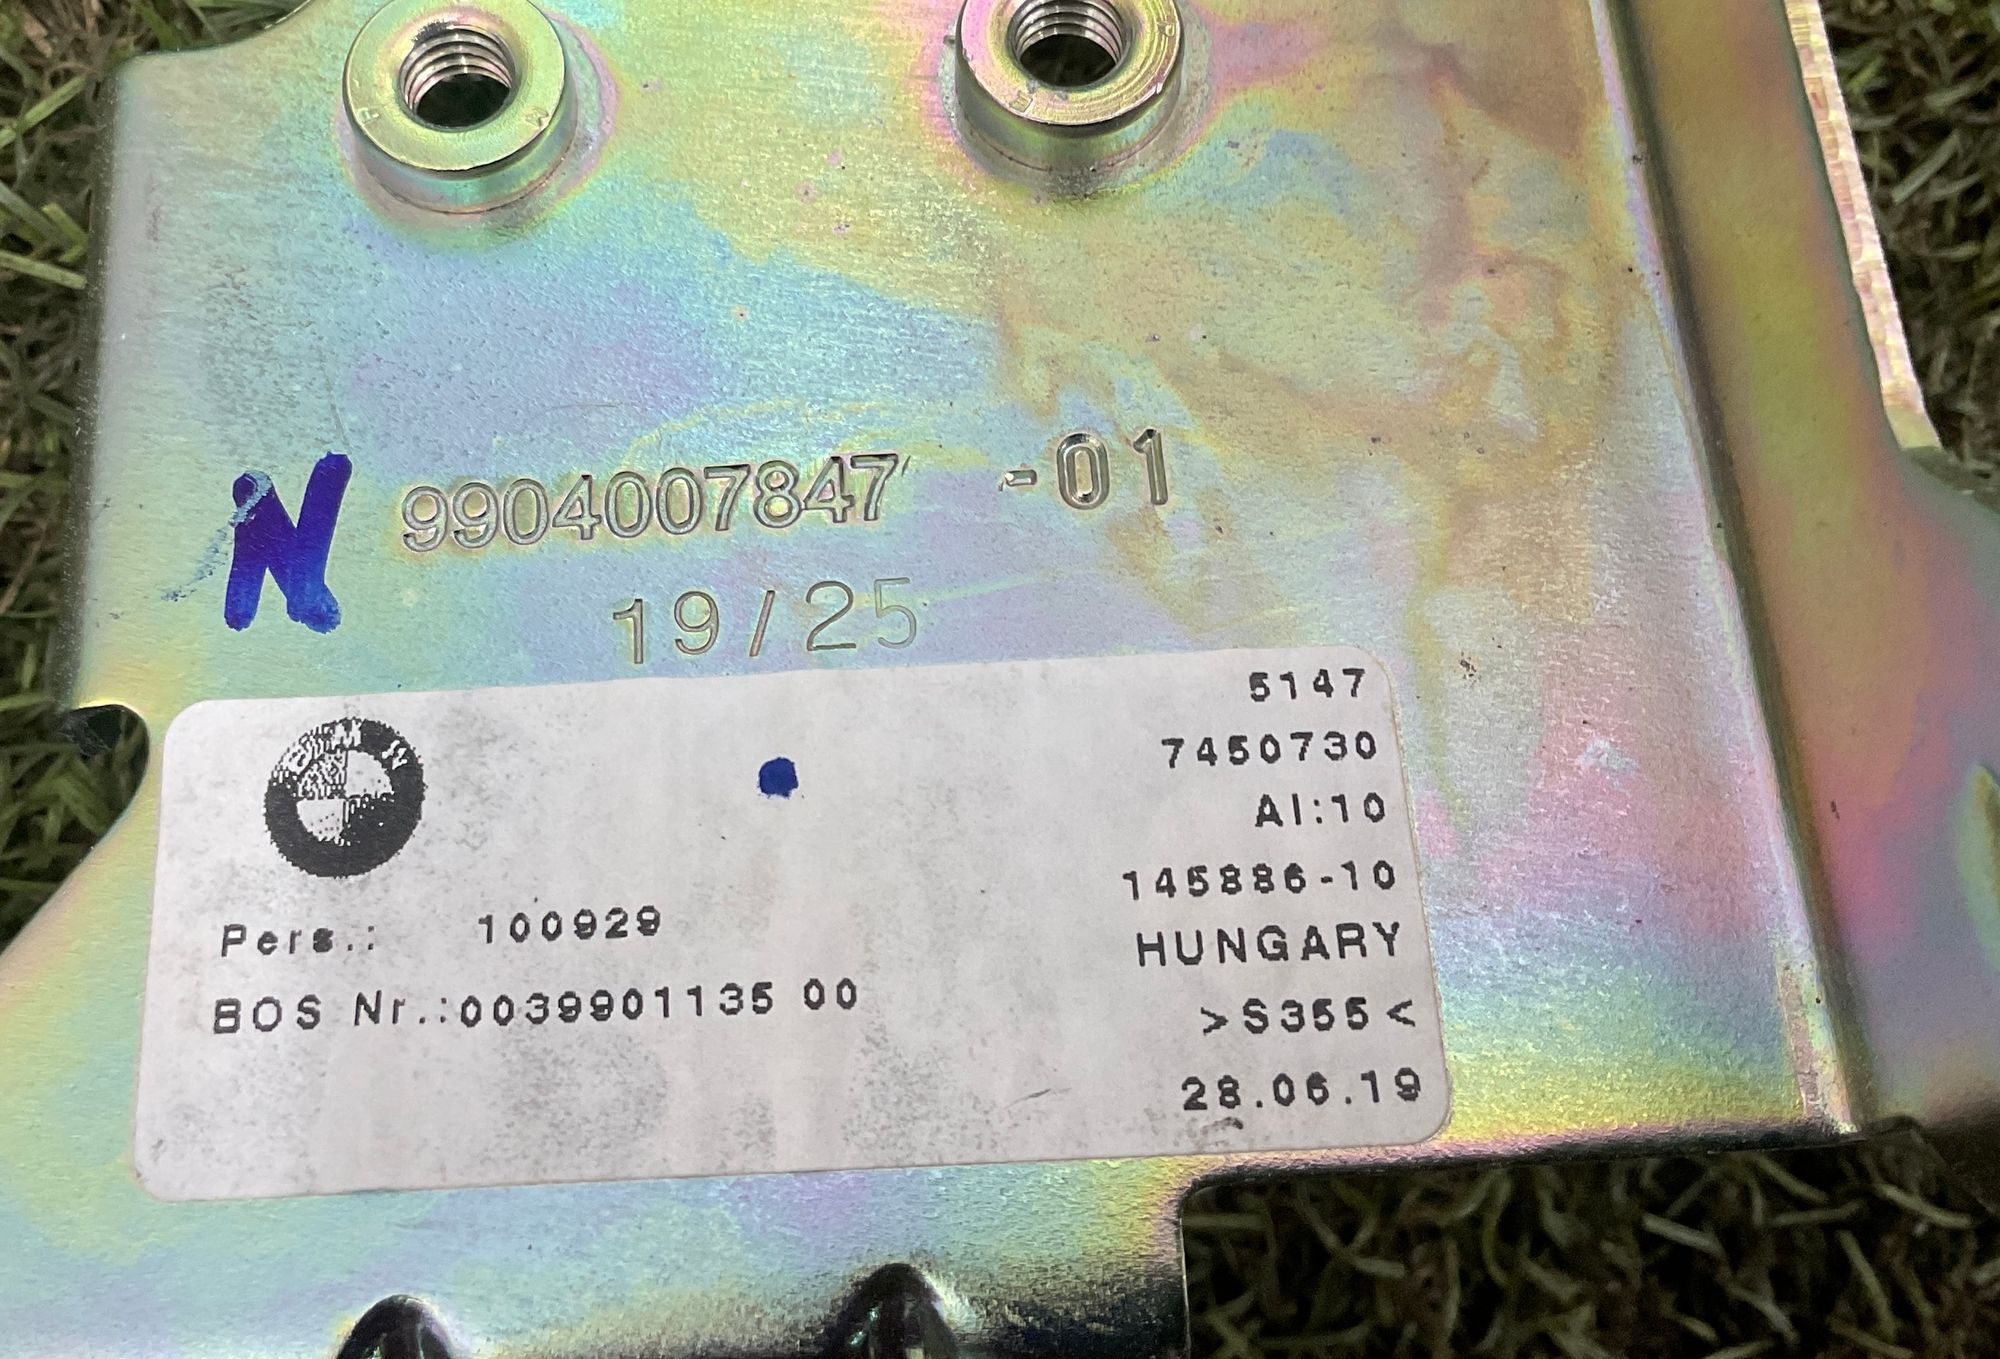 N 9904007847 -01
19/25
BMW
5147
7450730
AI:10
145886-10
Pers.: 100929
HUNGARY
BOS Nr.:0039901135 00
>S355<
28.06.19